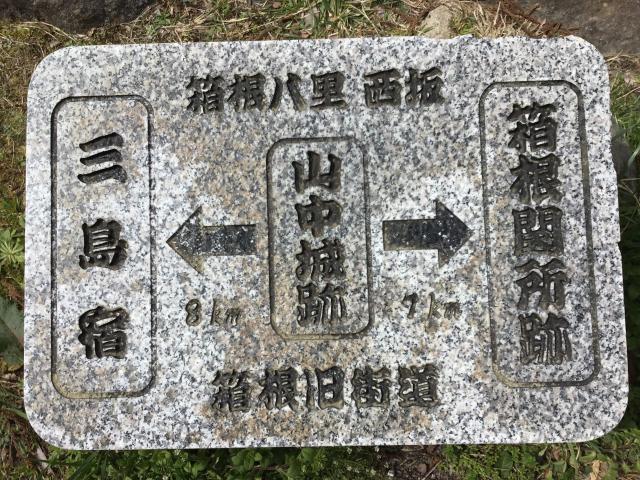 箱根八里 西坂
三島宿
8km
山中城跡
7km
箱根関所跡
箱根旧街道